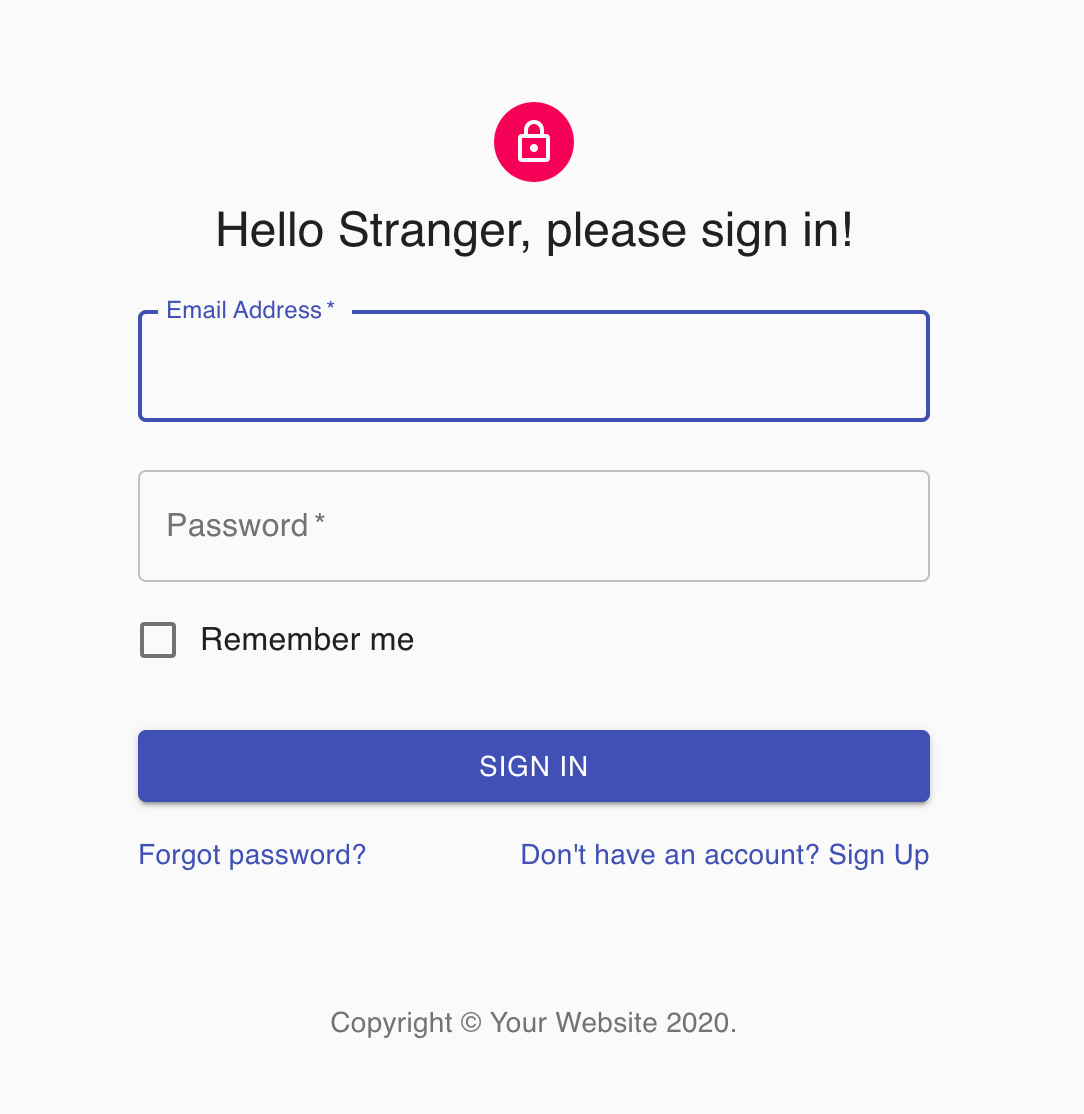 Hello Stranger, please sign in!
Email Address *
Password *
Remember me
SIGN IN
Forgot password? Don't have an account? Sign Up
Copyright © Your Website 2020.